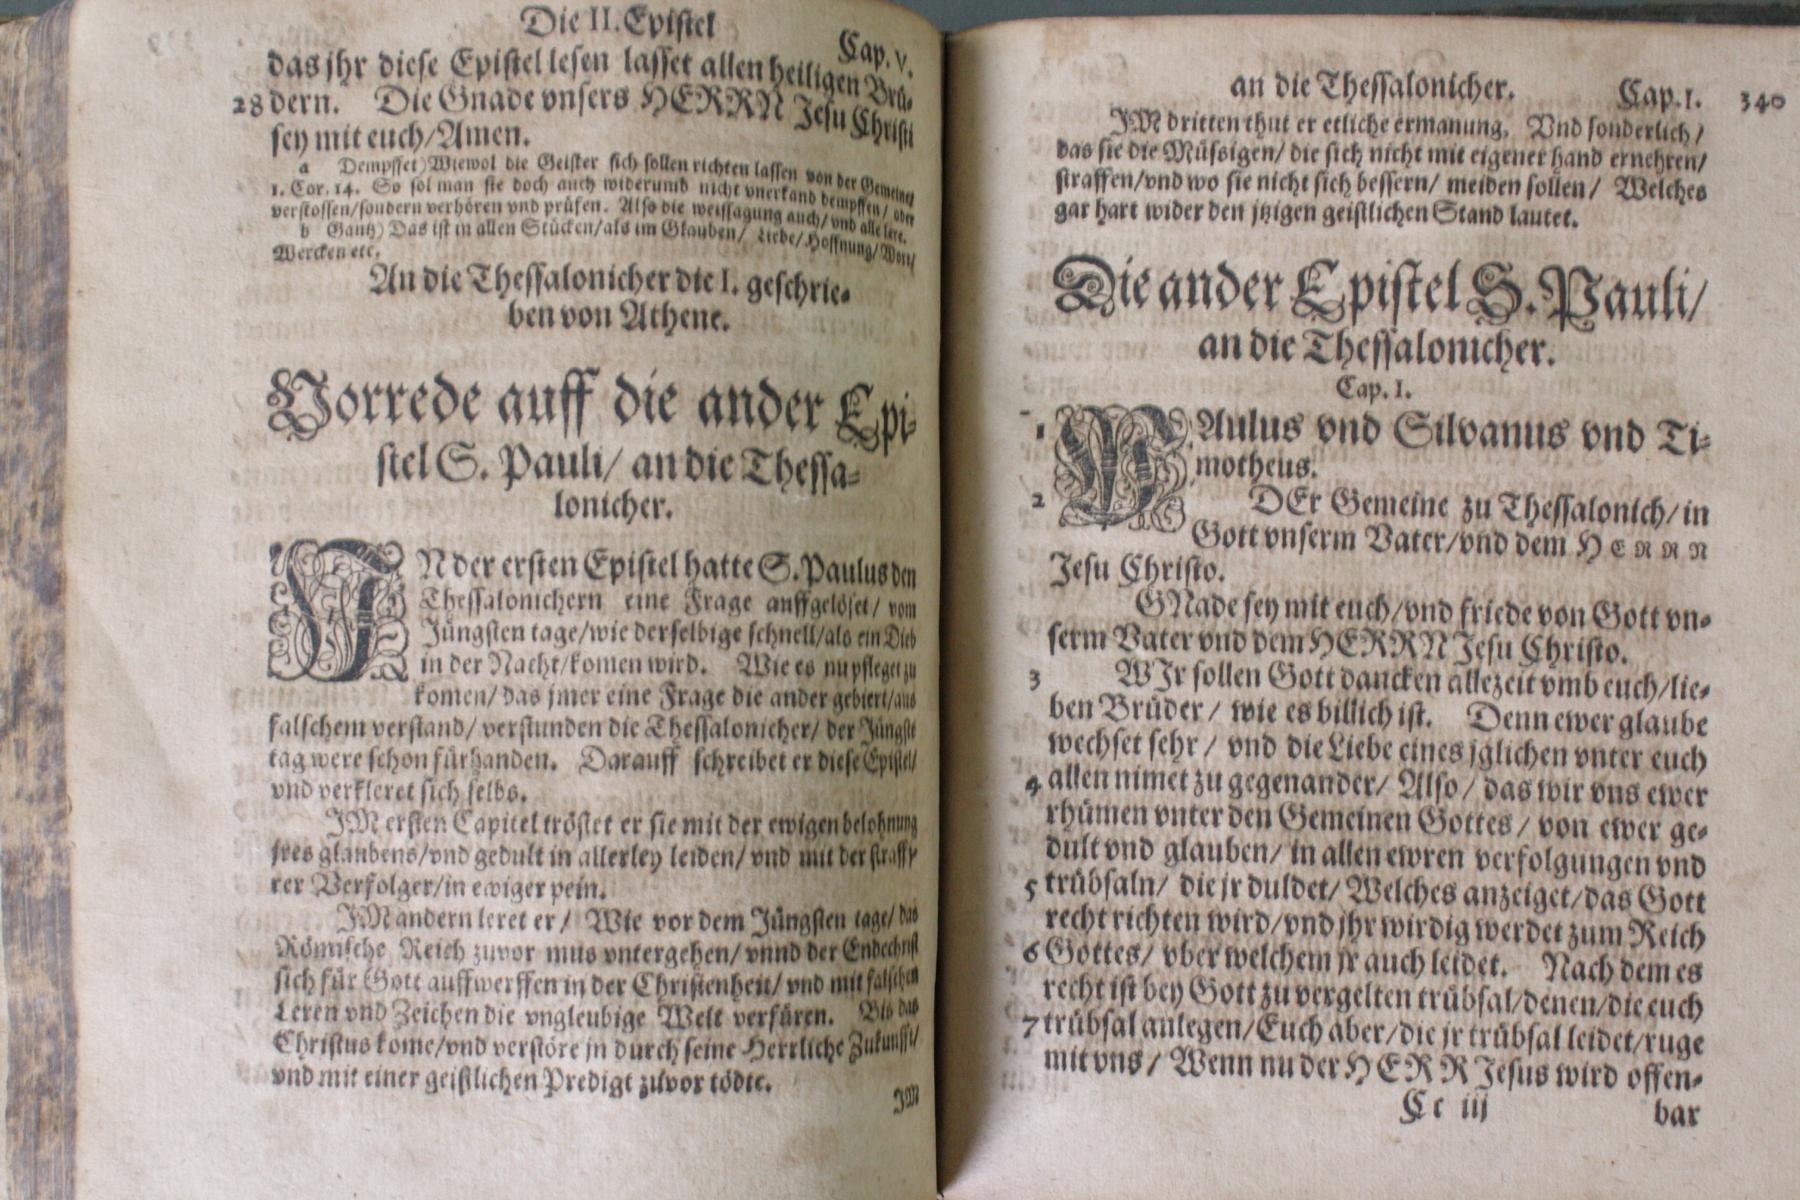 Die II. Epistel
Cap. V.
das jhr diese Epistel lesen lasset allen heiligen Brü⸗
28 dern. Die Gnade vnsers HERRN Jesu Christi
sey mit euch/Amen.
a Dempffet) Wiewol die Geister sich sollen richten lassen von der Gemeine/
1. Cor. 14. So sol man sie doch auch widerumb nicht vnerkand dempffen/ oder
verstossen/sondern verhören vnd prüfen. Also die weissagung auch/ vnd alle lere.
b Gantz) Das ist in allen Stücken/als im Glauben/ Liebe/ Hoffnung/ Wort/
Wercken etc.
An die Thessalonicher die I. geschrie⸗
ben von Athene.
Vorrede auff die ander Epi⸗
stel S. Pauli/ an die Thessa⸗
lonicher.
IN der ersten Epistel hatte S. Paulus den
Thessalonichern eine Frage auffgelöset/ vom
Jüngsten tage/wie derselbige schnell/als ein Dieb
in der Nacht/komen wird. Wie es nu pfleget zu
komen/das jmer eine Frage die ander gebiert/aus
falschem verstand/ verstunden die Thessalonicher/ der Jüngste
tag were schon fürhanden. Darauff schreibet er diese Epistel/
vnd verkleret sich selbs.
IM ersten Capitel tröstet er sie mit der ewigen belohnung
jres glaubens/vnd gedult in allerley leiden/ vnd mit der straff/
rer Verfolger/in ewiger pein.
IM andern leret er/ Wie vor dem Jüngsten tage/ das
Römische Reich zuvor mus vntergehen/ vnnd der Endechrist
sich für Gott auffwerffen in der Christenheit/ vnd mit falschen
Leren vnd Zeichen die vngleubige Welt verfüren. Bis das
Christus kome/vnd verstöre jn durch seine Herrliche Zukunfft/
vnd mit einer geistlichen Predigt zuvor tödte.
IM
an die Thessalonicher. Cap. I. 340
IM dritten thut er etliche ermanung. Vnd sonderlich/
das sie die Müssigen/ die sich nicht mit eigener hand ernehren/
straffen/vnd wo sie nicht sich bessern/ meiden sollen/ Welches
gar hart wider den jtzigen geistlichen Stand lautet.
Die ander Epistel S. Pauli/
an die Thessalonicher.
Cap. I.
1 PAulus vnd Silvanus vnd Ti⸗
motheus.
2 DEr Gemeine zu Thessalonich/ in
Gott vnserm Vater/vnd dem HERRN
Jesu Christo.
GNade sey mit euch/vnd friede von Gott vn⸗
serm Vater vnd dem HERRN Jesu Christo.
3 WIr sollen Gott dancken allezeit vmb euch/lie⸗
ben Brüder/ wie es billich ist. Denn ewer glaube
wechset sehr/ vnd die Liebe eines jglichen vnter euch
4 allen nimet zu gegenander/ Also/ das wir vns ewer
rhümen vnter den Gemeinen Gottes/ von ewer ge⸗
dult vnd glauben/ in allen ewren verfolgungen vnd
5 trübsaln/ die jr duldet/ Welches anzeiget/das Gott
recht richten wird/vnd jhr wirdig werdet zum Reich
6 Gottes/ vber welchem jr auch leidet. Nach dem es
recht ist bey Gott zu vergelten trübsal/denen/die euch
7 trübsal anlegen/Euch aber/die jr trübsal leidet/ruge
mit vns/ Wenn nu der HERR Jesus wird offen⸗
Cc iij bar